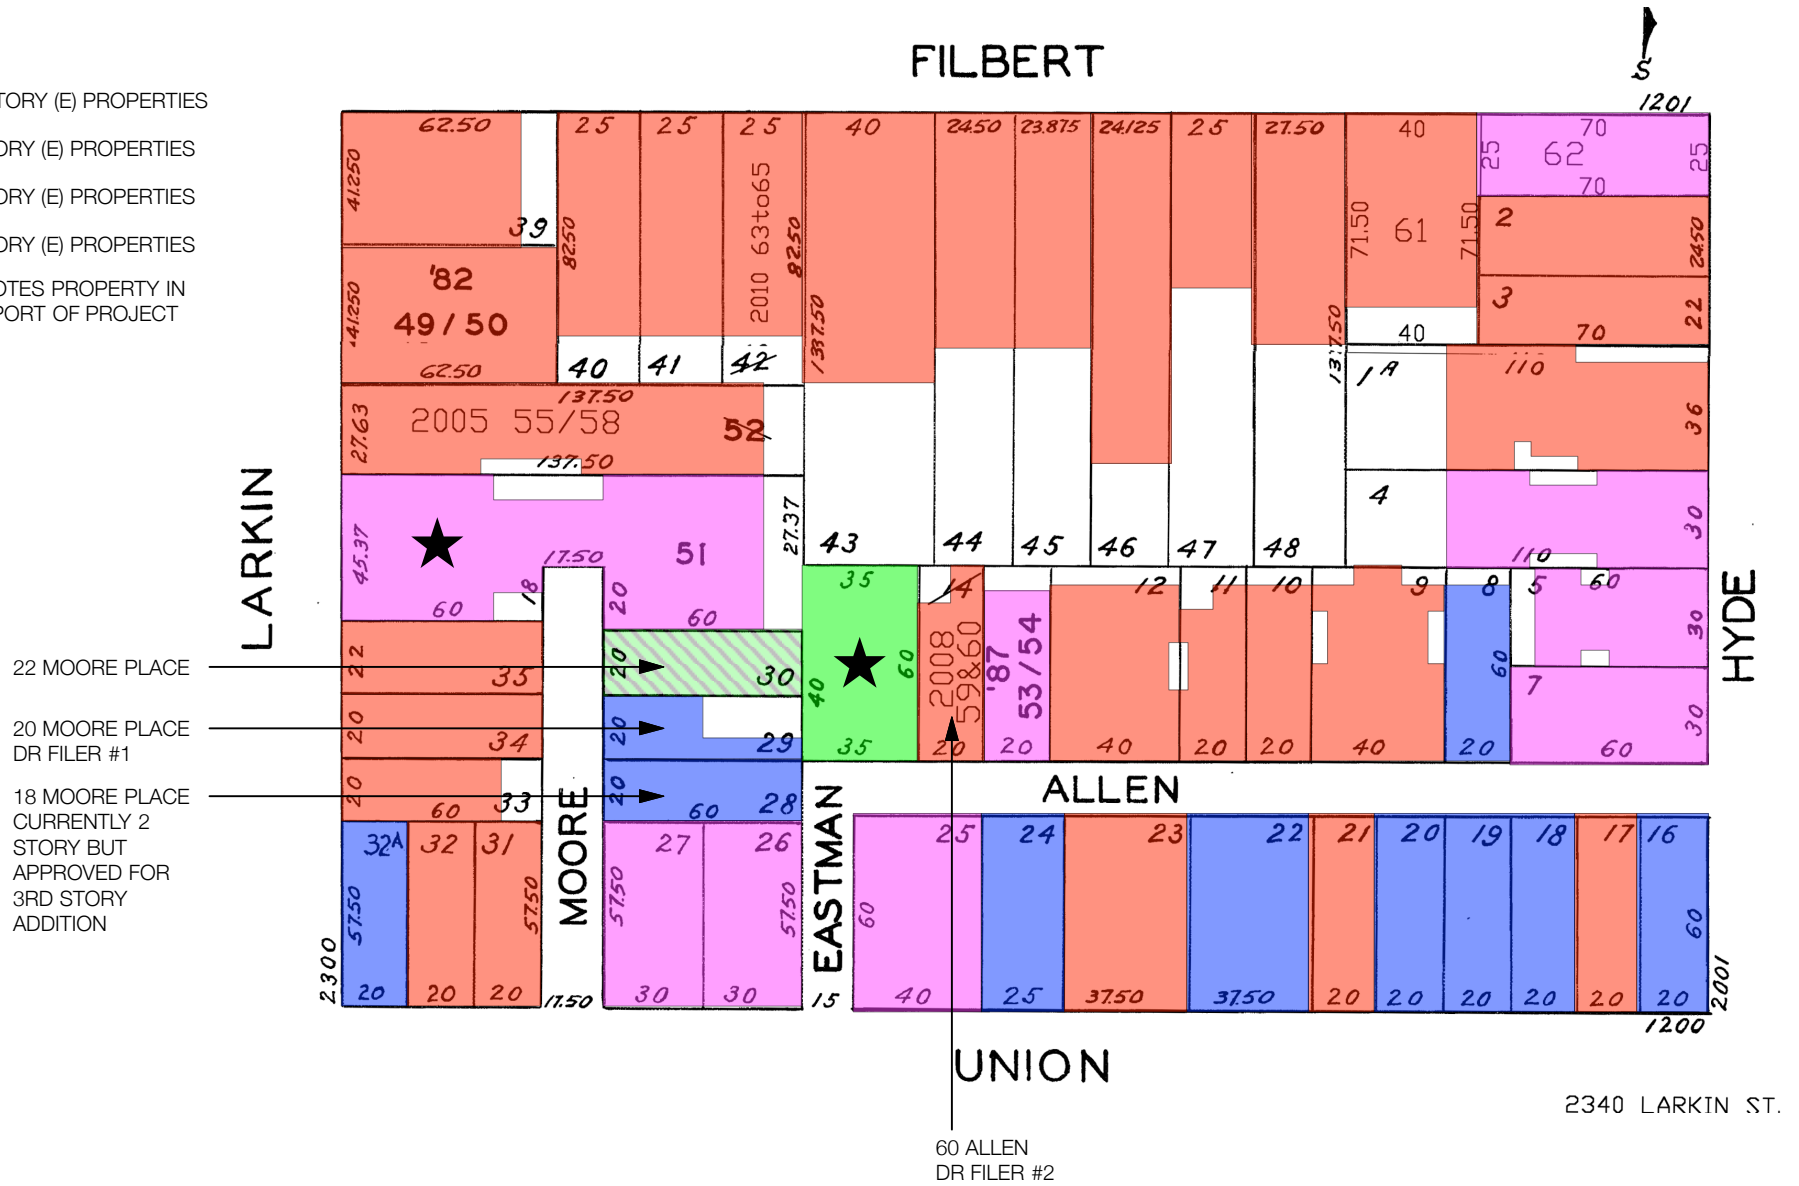 FILBERT
S
1201
TORY (E) PROPERTIES
ORY (E) PROPERTIES
ORY (E) PROPERTIES
ORY (E) PROPERTIES
OTES PROPERTY IN
PORT OF PROJECT
62.50 25 25 25 40 24.50 23.875 24.125 25 27.50 40 70
41.250 39 82.50 2010 63to65 82.50 137.50 71.50 61 71.50 25 62 25
70
2 24.50
'82
49/50
41.250 62.50
40 41 42
137.50 40
3 22
70
137.50
27.63 2005 55/58 52
137.50
1A 110 36
LARKIN
45.37 17.50 51 27.37
60 18 20 60
43 44 45 46 47 48
4 30
110
35 14 12 11 10 9 8 5 60
HYDE
22 MOORE PLACE
22 35 20 30
40 60 2008 59&60 '87 53/54 60 30
7 30
20 MOORE PLACE
DR FILER #1
20 34 20 29
35 20 20 40 20 20 40 20 60
18 MOORE PLACE
CURRENTLY 2
STORY BUT
APPROVED FOR
3RD STORY
ADDITION
20 60 33 20 60 28
MOORE
EASTMAN
ALLEN
32A 32 31 27 26 25 24 23 22 21 20 19 18 17 16
57.50 57.50 57.50 57.50 60 60
20 20 20 17.50 30 30 15 40 25 37.50 37.50 20 20 20 20 20 20
2300
2001
1200
UNION
2340 LARKIN ST.
60 ALLEN
DR FILER #2